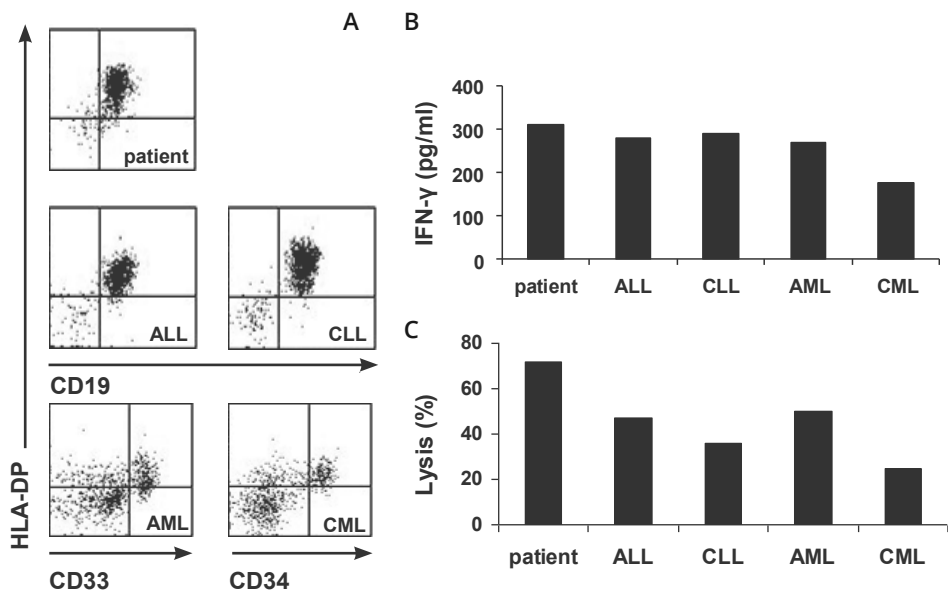 A
HLA-DP
patient
ALL
CLL
CD19
AML
CML
CD33
CD34
B
IFN-γ (pg/ml)
400
300
200
100
0
patient ALL CLL AML CML
C
Lysis (%)
80
60
40
20
0
patient ALL CLL AML CML